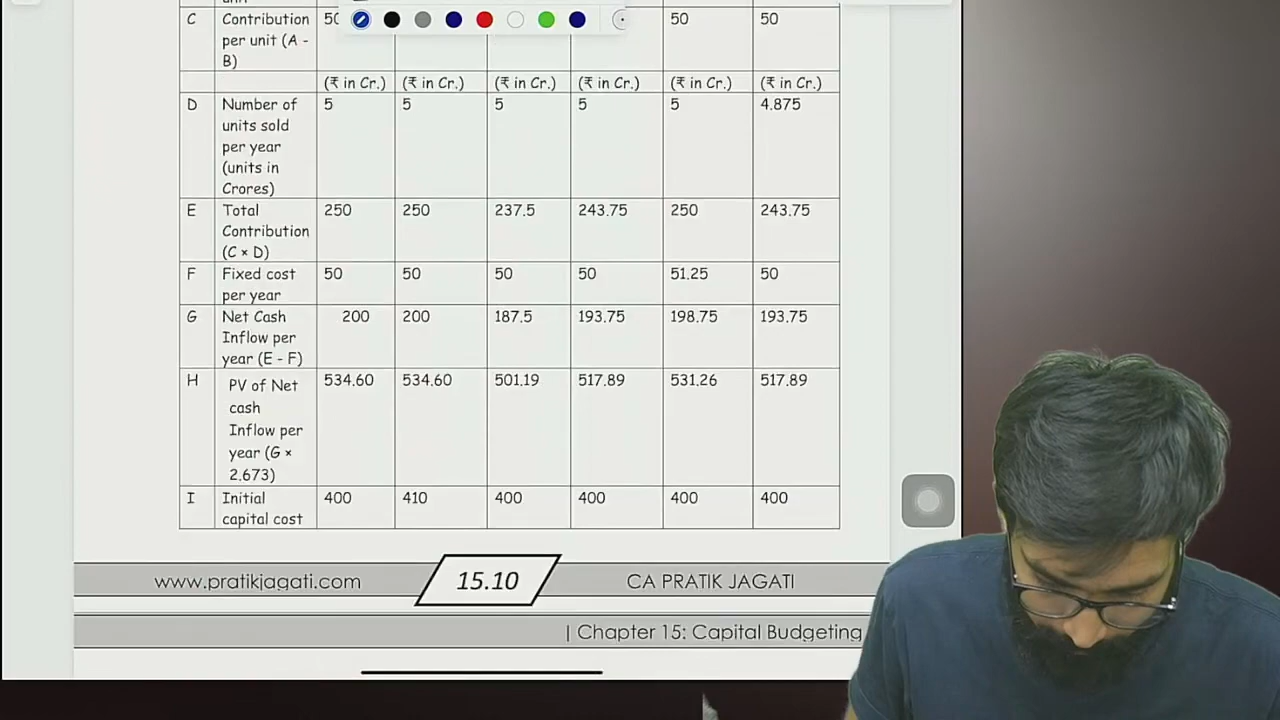 C Contribution 50 50 50
per unit (A -
B)
(₹ in Cr.) (₹ in Cr.) (₹ in Cr.) (₹ in Cr.) (₹ in Cr.) (₹ in Cr.)
D Number of 5 5 5 5 5 4.875
units sold
per year
(units in
Crores)
E Total 250 250 237.5 243.75 250 243.75
Contribution
(C × D)
F Fixed cost 50 50 50 50 51.25 50
per year
G Net Cash 200 200 187.5 193.75 198.75 193.75
Inflow per
year (E - F)
H PV of Net 534.60 534.60 501.19 517.89 531.26 517.89
cash
Inflow per
year (G ×
2.673)
I Initial 400 410 400 400 400 400
capital cost
www.pratikjagati.com 15.10 CA PRATIK JAGATI
| Chapter 15: Capital Budgeting